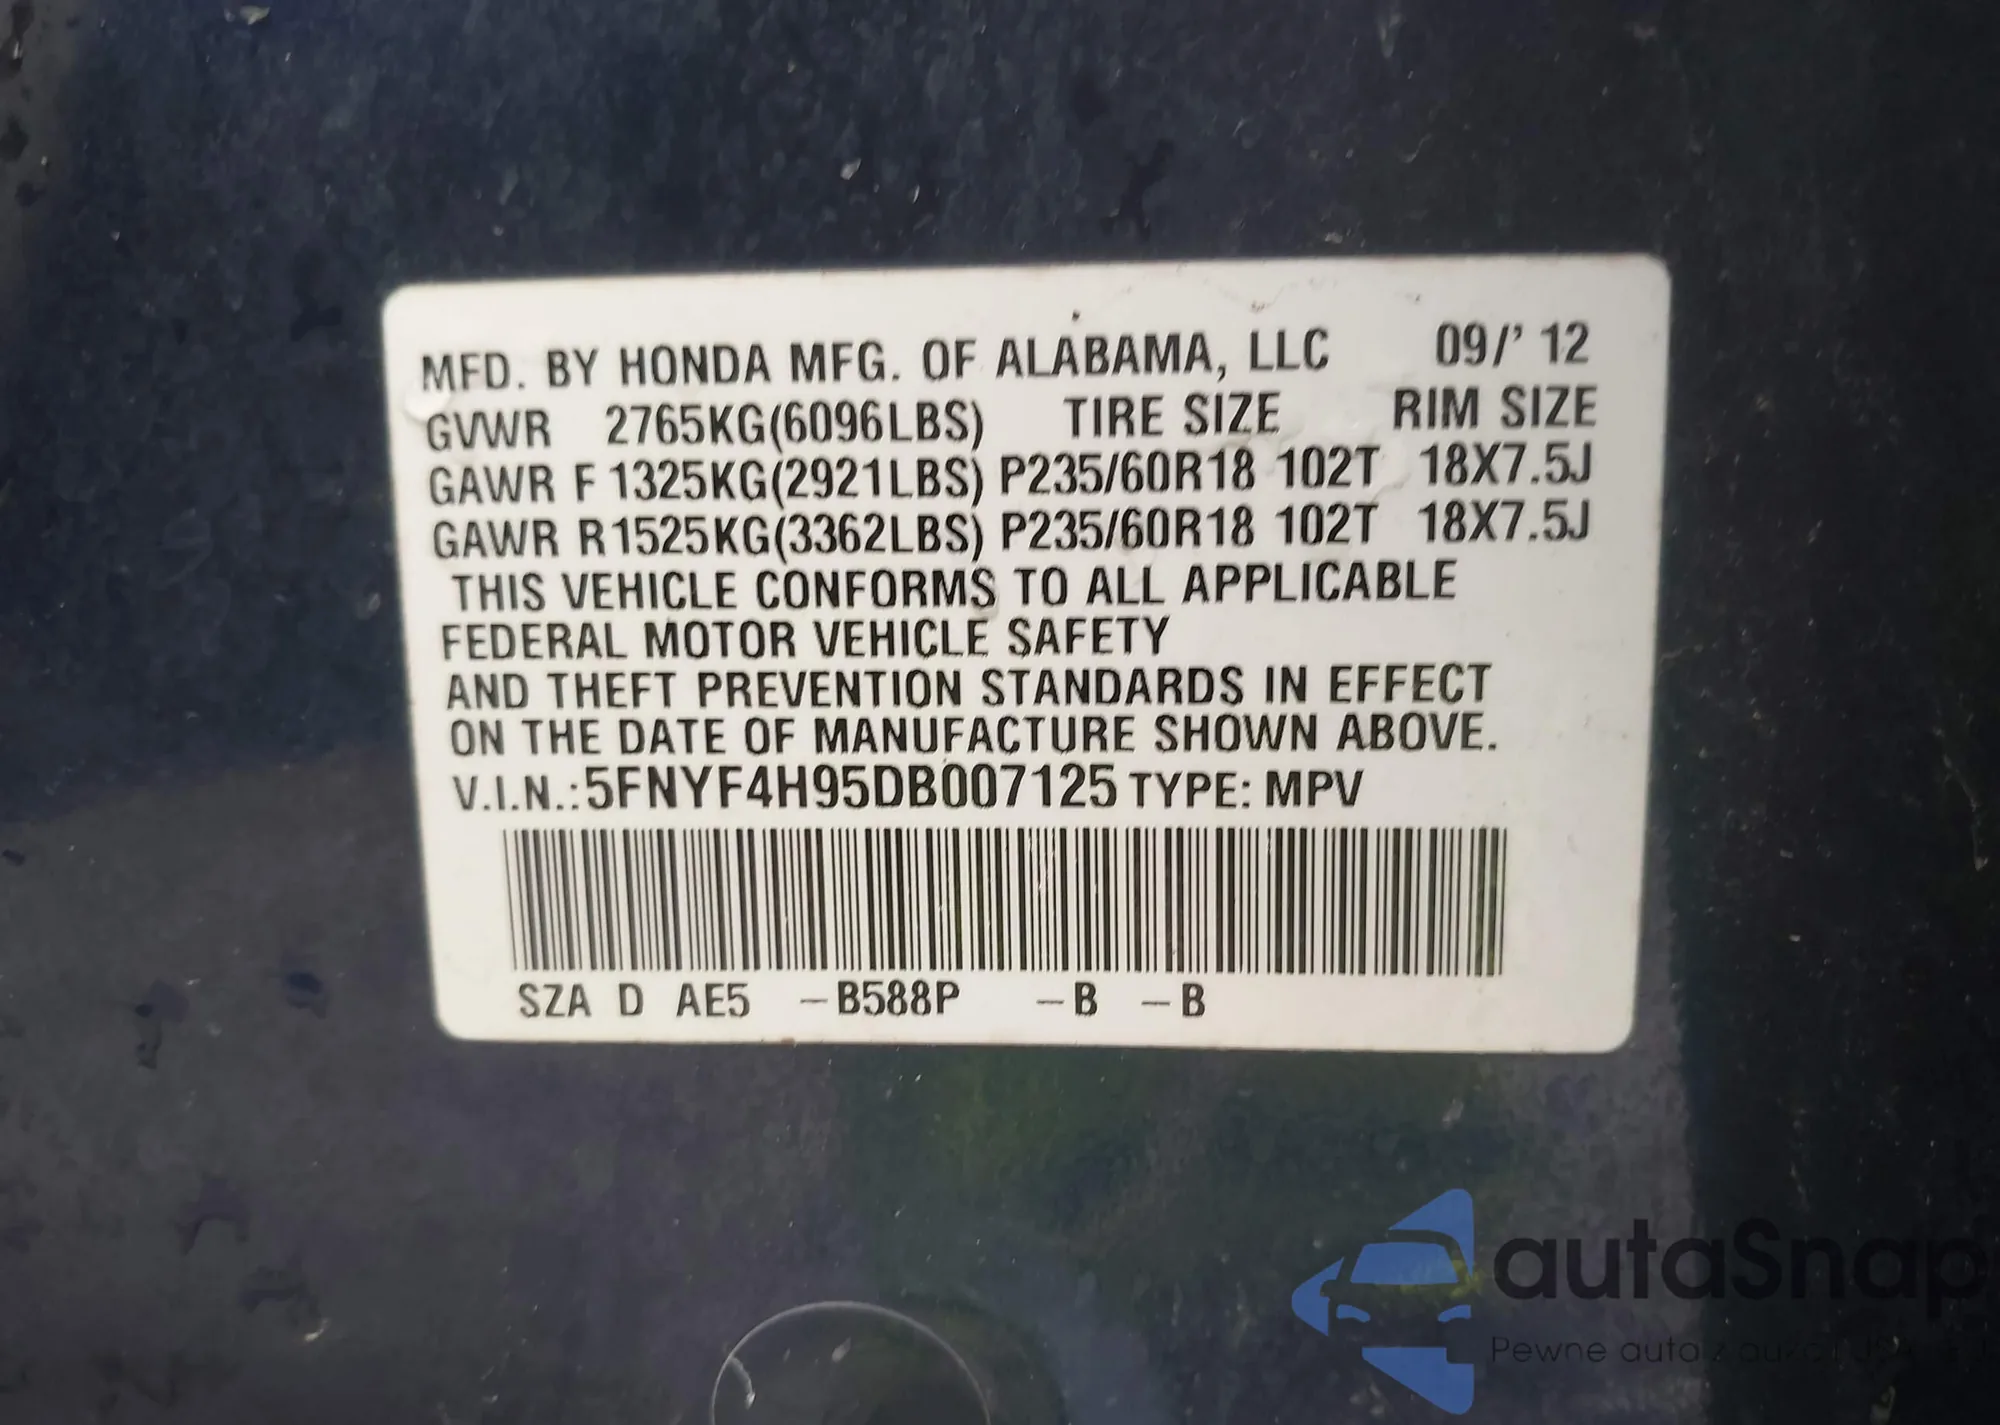 MFD. BY HONDA MFG. OF ALABAMA, LLC 09/' 12
GVWR 2765KG(6096LBS) TIRE SIZE RIM SIZE
GAWR F 1325KG(2921LBS) P235/60R18 102T 18X7.5J
GAWR R1525KG(3362LBS) P235/60R18 102T 18X7.5J
THIS VEHICLE CONFORMS TO ALL APPLICABLE
FEDERAL MOTOR VEHICLE SAFETY
AND THEFT PREVENTION STANDARDS IN EFFECT
ON THE DATE OF MANUFACTURE SHOWN ABOVE.
V.I.N.:5FNYF4H95DB007125 TYPE: MPV
SZA D AE5 –B588P –B –B
autaSnap
Pewne auta z